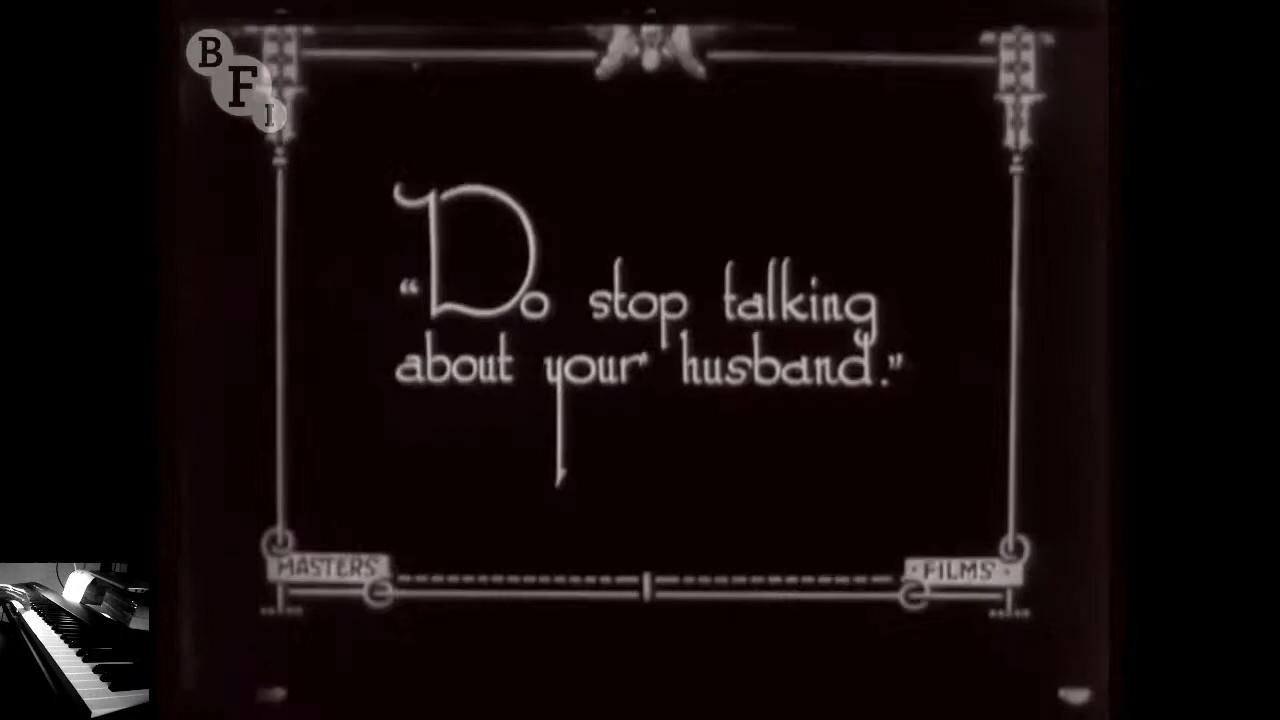 BFI
“Do stop talking
about your husband.”
MASTERS
FILMS